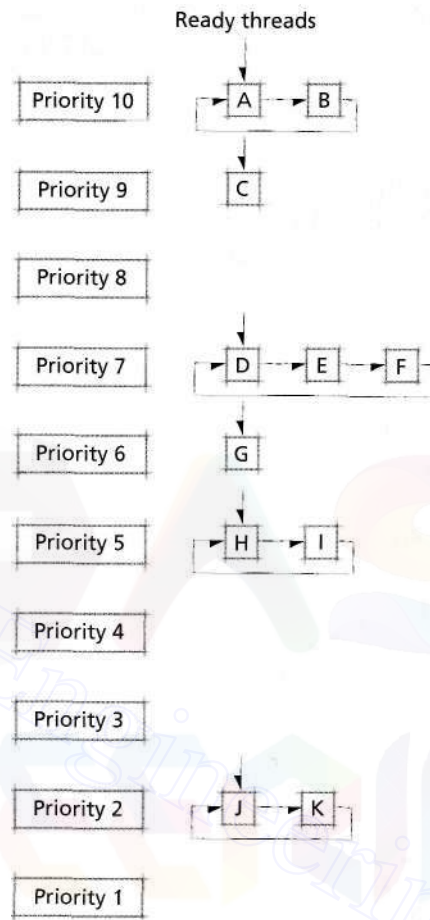 Ready threads
Priority 10 A B
Priority 9 C
Priority 8
Priority 7 D E F
Priority 6 G
Priority 5 H I
Priority 4
Priority 3
Priority 2 J K
Priority 1